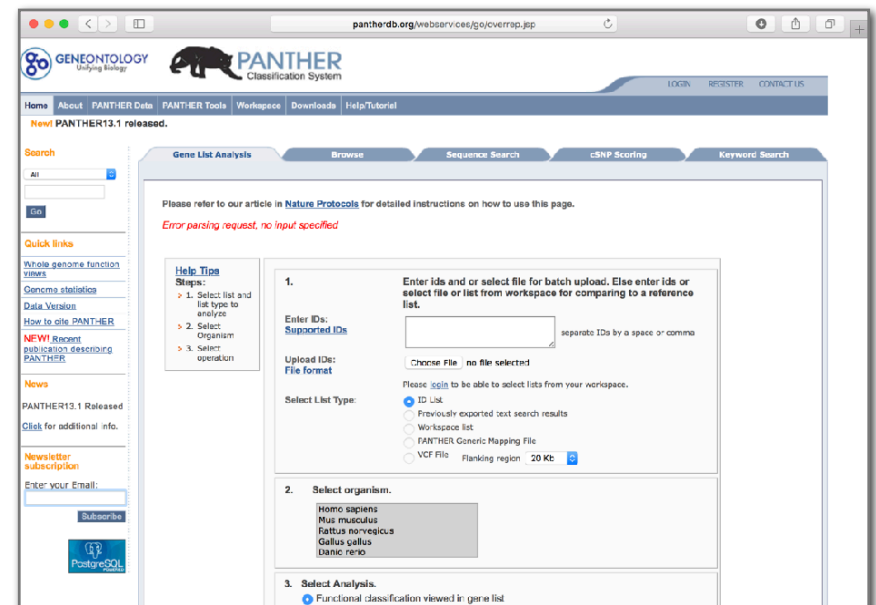 pantherdb.org/webservices/go/overrep.jsp
GENEONTOLOGY
Unifying Biology
PANTHER
Classification System
LOGIN REGISTER CONTACT US
Home About PANTHER Data PANTHER Tools Workspace Downloads Help/Tutorial
New! PANTHER13.1 released.
Search
All
Go
Quick links
Whole genome function
views
Genome statistics
Data Version
How to cite PANTHER
NEW! Recent
publication describing
PANTHER
News
PANTHER13.1 Released
Click for additional info.
Newsletter
subscription
Enter your Email:
Subscribe
PostgreSQL
POWERED
Gene List Analysis Browse Sequence Search cSNP Scoring Keyword Search
Please refer to our article in Nature Protocols for detailed instructions on how to use this page.
Error parsing request, no input specified
Help Tips
Steps:
1. Select list and
list type to
analyze
2. Select
Organism
3. Select
operation
1. Enter ids and or select file for batch upload. Else enter ids or
select file or list from workspace for comparing to a reference
list.
Enter IDs:
Supported IDs
separate IDs by a space or comma
Upload IDs:
File format
Choose File no file selected
Please login to be able to select lists from your workspace.
Select List Type:
ID List
Previously exported text search results
Workspace list
PANTHER Generic Mapping File
VCF File Flanking region 20 Kb
2. Select organism.
Homo sapiens
Mus musculus
Rattus norvegicus
Gallus gallus
Danio rerio
3. Select Analysis.
Functional classification viewed in gene list